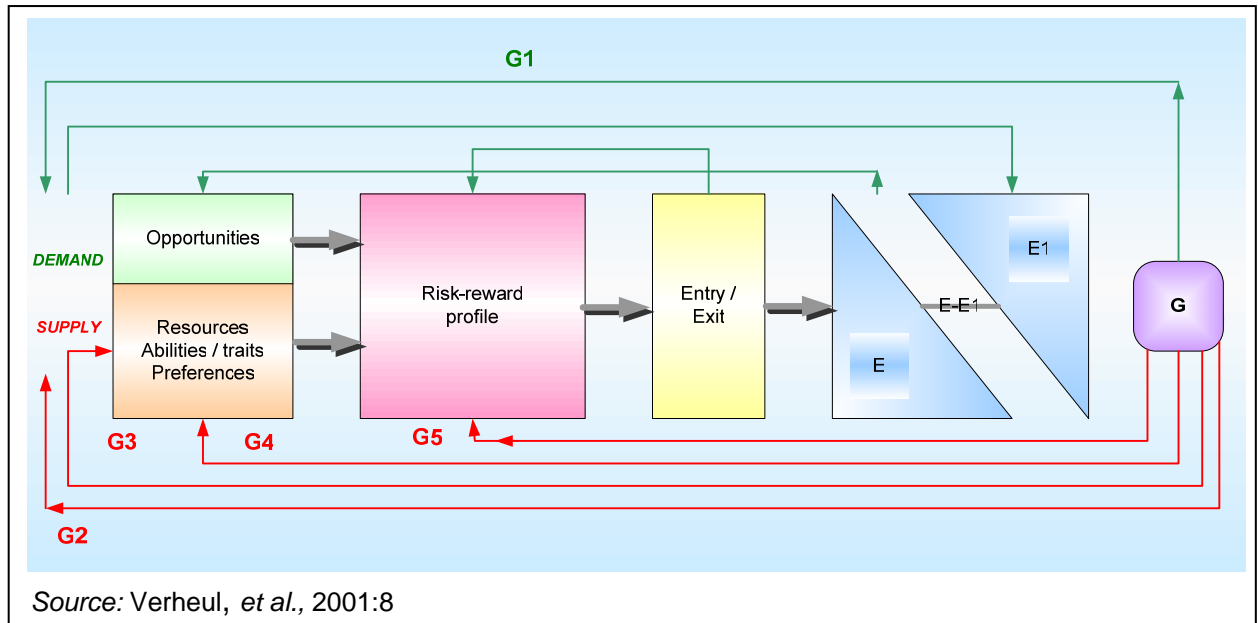 G1
DEMAND
SUPPLY
Opportunities
Resources
Abilities / traits
Preferences
Risk-reward
profile
Entry /
Exit
E
E-E1
E1
G
G3
G4
G5
G2
Source: Verheul, et al., 2001:8